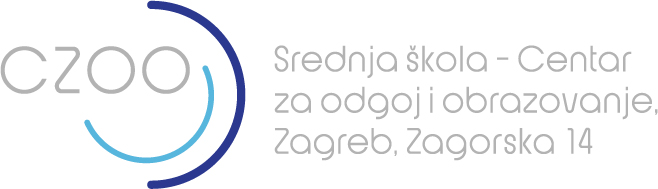 CZOO
Srednja škola - Centar
za odgoj i obrazovanje,
Zagreb, Zagorska 14